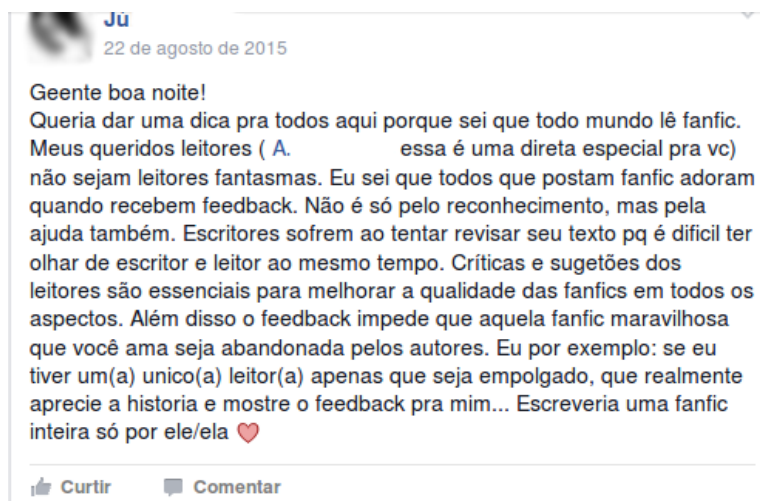 Jú
22 de agosto de 2015
Geente boa noite!
Queria dar uma dica pra todos aqui porque sei que todo mundo lê fanfic.
Meus queridos leitores ( A. essa é uma direta especial pra vc)
não sejam leitores fantasmas. Eu sei que todos que postam fanfic adoram
quando recebem feedback. Não é só pelo reconhecimento, mas pela
ajuda também. Escritores sofrem ao tentar revisar seu texto pq é dificil ter
olhar de escritor e leitor ao mesmo tempo. Críticas e sugetões dos
leitores são essenciais para melhorar a qualidade das fanfics em todos os
aspectos. Além disso o feedback impede que aquela fanfic maravilhosa
que você ama seja abandonada pelos autores. Eu por exemplo: se eu
tiver um(a) unico(a) leitor(a) apenas que seja empolgado, que realmente
aprecie a historia e mostre o feedback pra mim... Escreveria uma fanfic
inteira só por ele/ela
Curtir Comentar